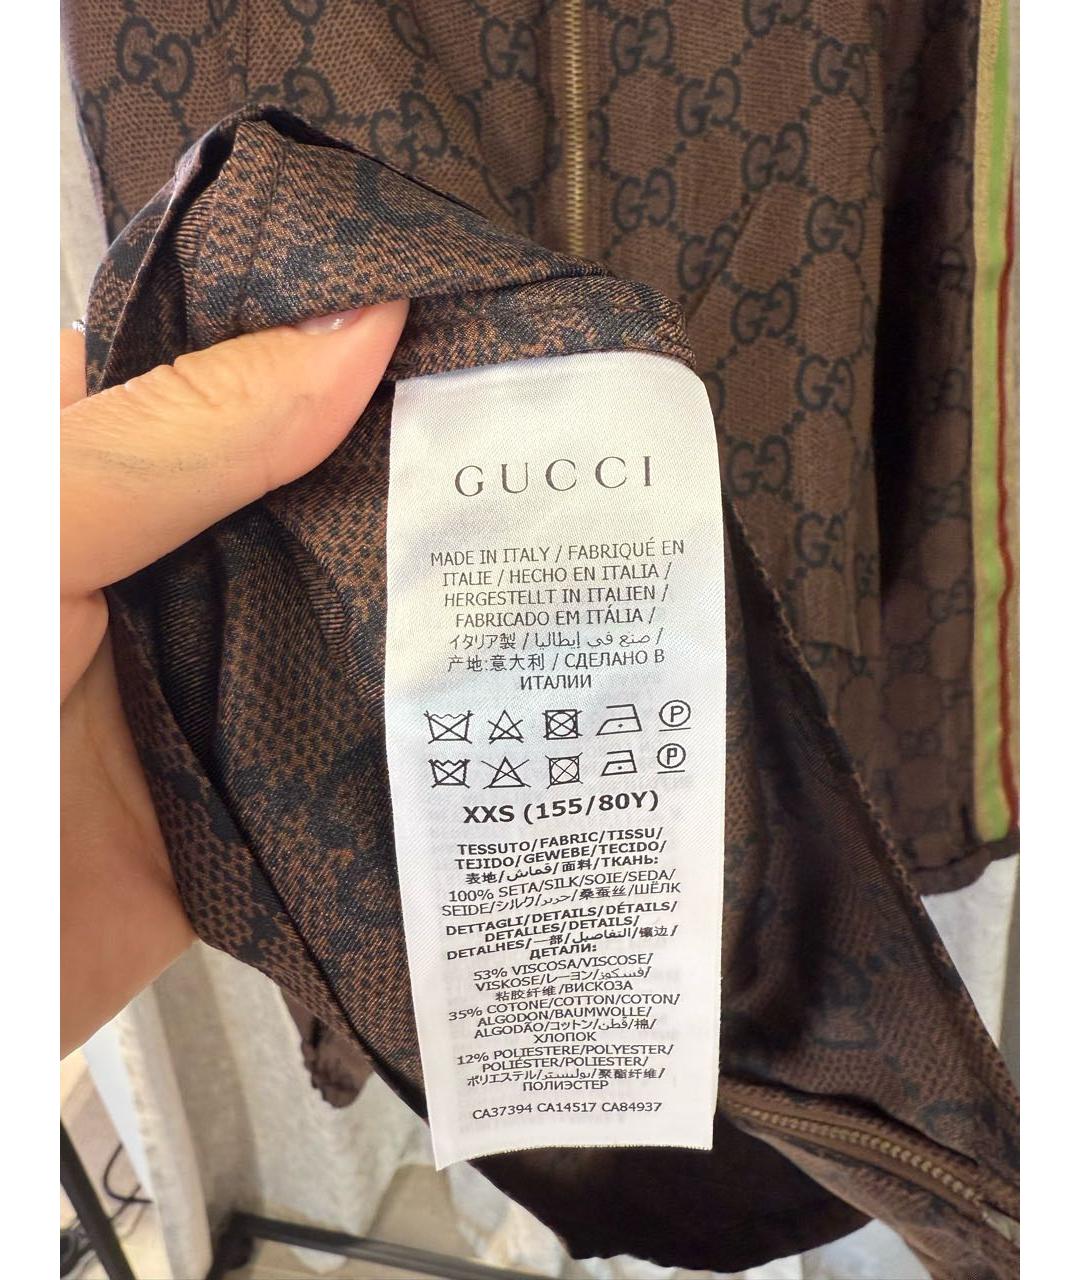 GUCCI
MADE IN ITALY / FABRIQUÉ EN
ITALIE / HECHO EN ITALIA /
HERGESTELLT IN ITALIEN /
FABRICADO EM ITÁLIA /
イタリア製 / صنع في إيطاليا /
产地:意大利 / СДЕЛАНО В
ИТАЛИИ
P
P
XXS (155/80Y)
TESSUTO/FABRIC/TISSU/
TEJIDO/GEWEBE/TECIDO/
表地/قماش/面料/ТКАНЬ:
100% SETA/SILK/SOIE/SEDA/
SEIDE/シルク/حرير/桑蚕丝/ШЁЛК
DETTAGLI/DETAILS/DÉTAILS/
DETALLES/DETAILS/
DETALHES/一部/التفاصيل/镶边/
ДЕТАЛИ:
53% VISCOSA/VISCOSE/
VISKOSE/レーヨン/فسكوز/
粘胶纤维/ВИСКОЗА
35% COTONE/COTTON/COTON/
ALGODON/BAUMWOLLE/
ALGODÃO/コットン/قطن/棉/
ХЛОПОК
12% POLIESTERE/POLYESTER/
POLIÉSTER/POLIESTER/
ポリエステル/بوليستر/聚酯纤维/
ПОЛИЭСТЕР
CA37394 CA14517 CA84937